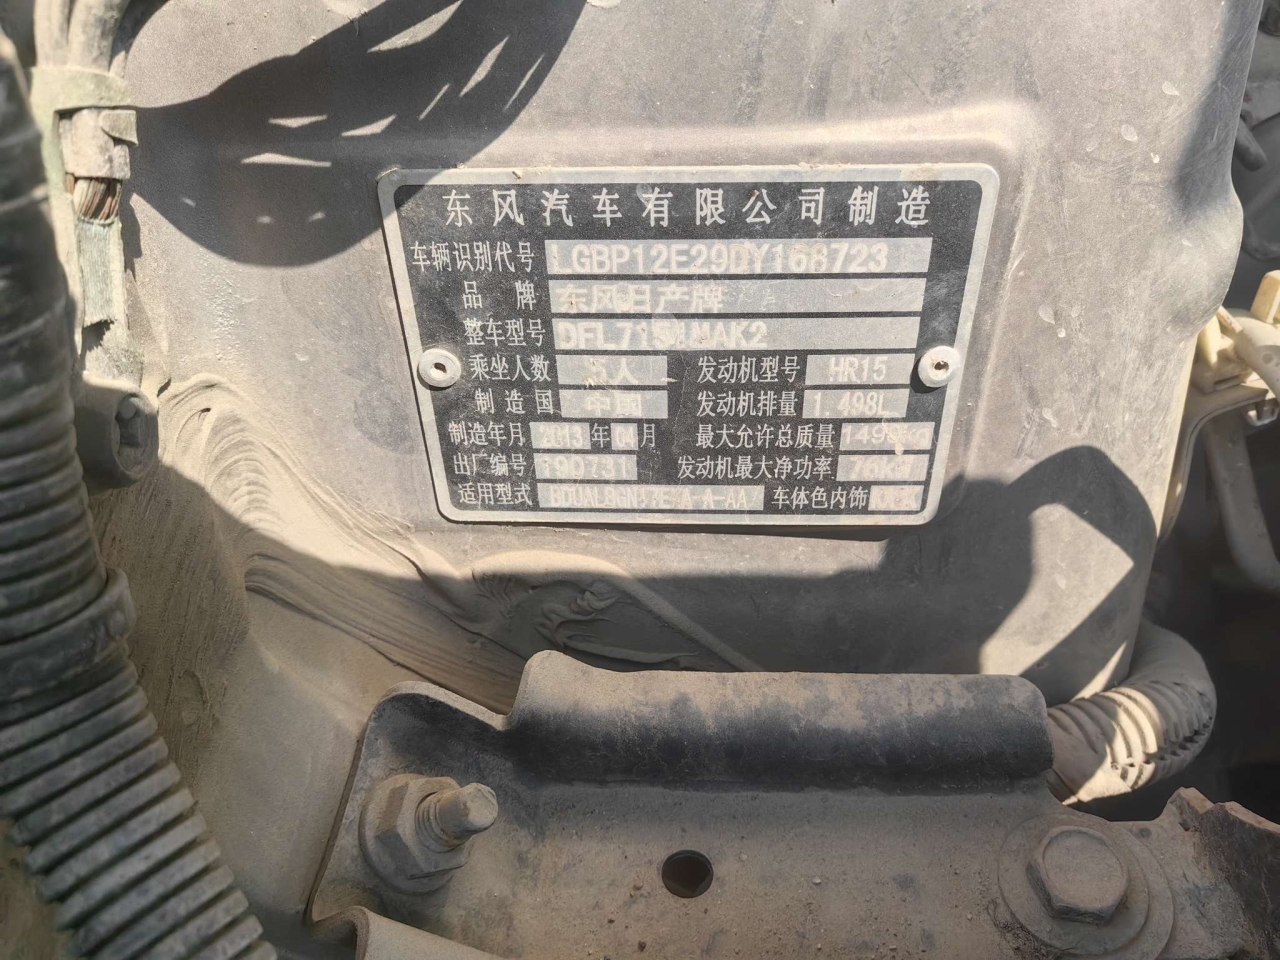 东风汽车有限公司制造
车辆识别代号 LGBP12E29DY168723
品牌 东风日产牌
整车型号 DFL7151MAK2
乘坐人数 5人 发动机型号 HR15
制造国 中国 发动机排量 1.498L
制造年月 2013年04月 最大允许总质量
出厂编号 发动机最大净功率 76kW
适用型式 车体色内饰